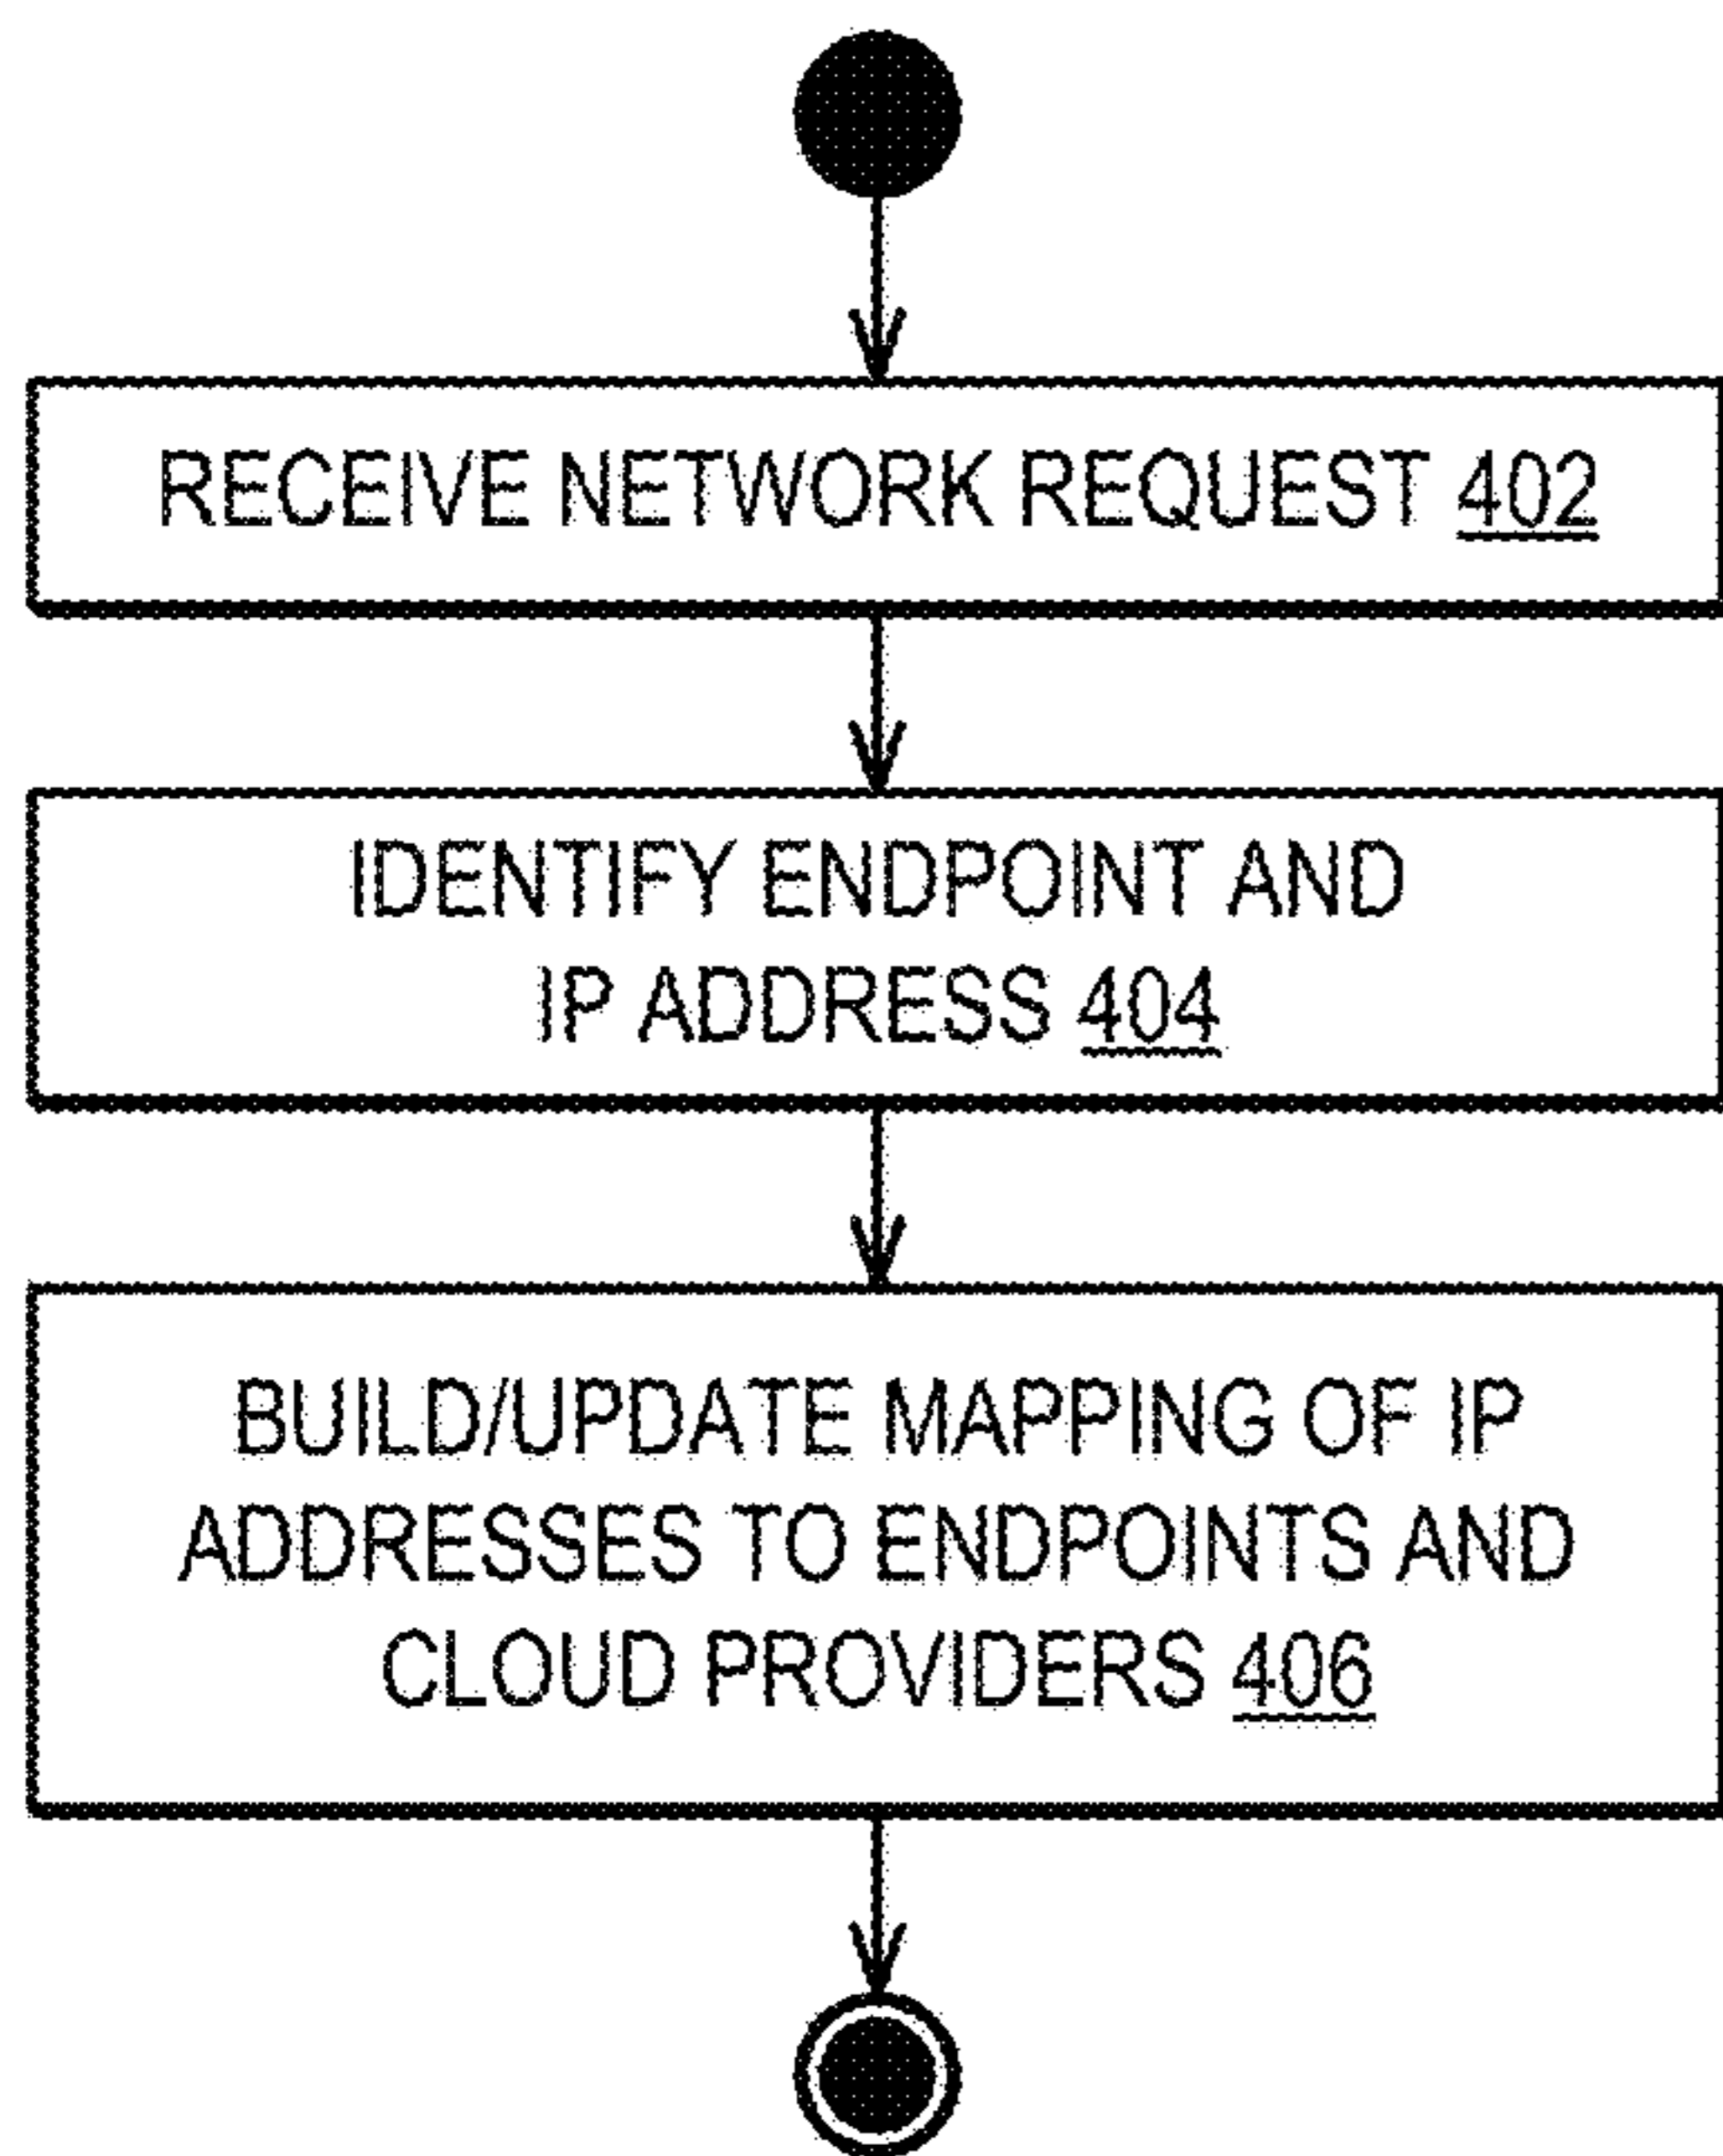 RECEIVE NETWORK REQUEST 402
IDENTIFY ENDPOINT AND
IP ADDRESS 404
BUILD/UPDATE MAPPING OF IP
ADDRESSES TO ENDPOINTS AND
CLOUD PROVIDERS 406